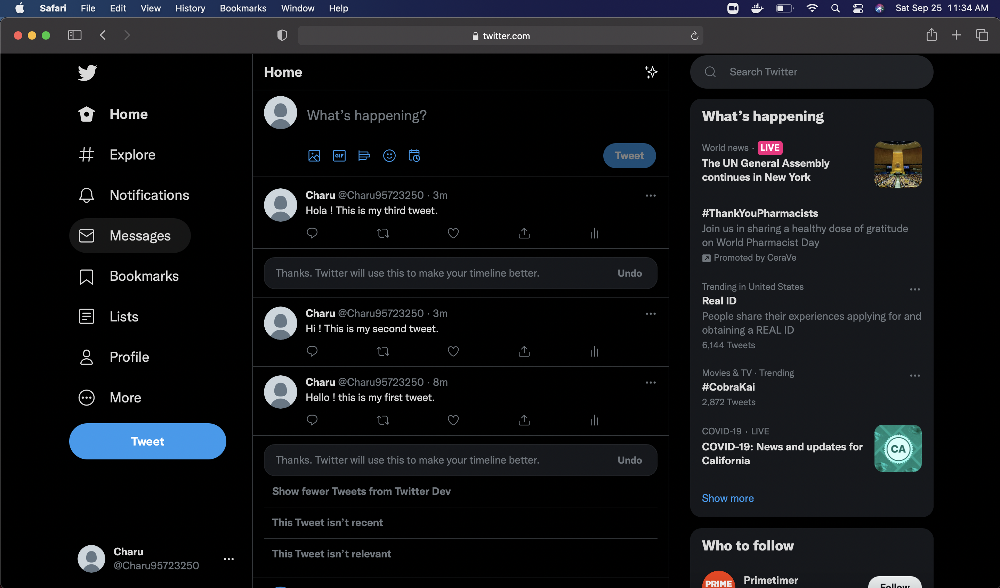 Safari File Edit View History Bookmarks Window Help
Sat Sep 25 11:34 AM
twitter.com
Home
Explore
Notifications
Messages
Bookmarks
Lists
Profile
More
Tweet
Charu
@Charu95723250
Home
What’s happening?
GIF
Tweet
Charu @Charu95723250 · 3m
Hola ! This is my third tweet.
Thanks. Twitter will use this to make your timeline better. Undo
Charu @Charu95723250 · 3m
Hi ! This is my second tweet.
Charu @Charu95723250 · 8m
Hello ! this is my first tweet.
Thanks. Twitter will use this to make your timeline better. Undo
Show fewer Tweets from Twitter Dev
This Tweet isn’t recent
This Tweet isn’t relevant
Search Twitter
What’s happening
World news · LIVE
The UN General Assembly
continues in New York
#ThankYouPharmacists
Join us in sharing a healthy dose of gratitude
on World Pharmacist Day
Promoted by CeraVe
Trending in United States
Real ID
People share their experiences applying for and
obtaining a REAL ID
6,144 Tweets
Movies & TV · Trending
#CobraKai
2,872 Tweets
COVID-19 · LIVE
COVID-19: News and updates for
California
CA
Show more
Who to follow
PRIME
Primetimer
Follow